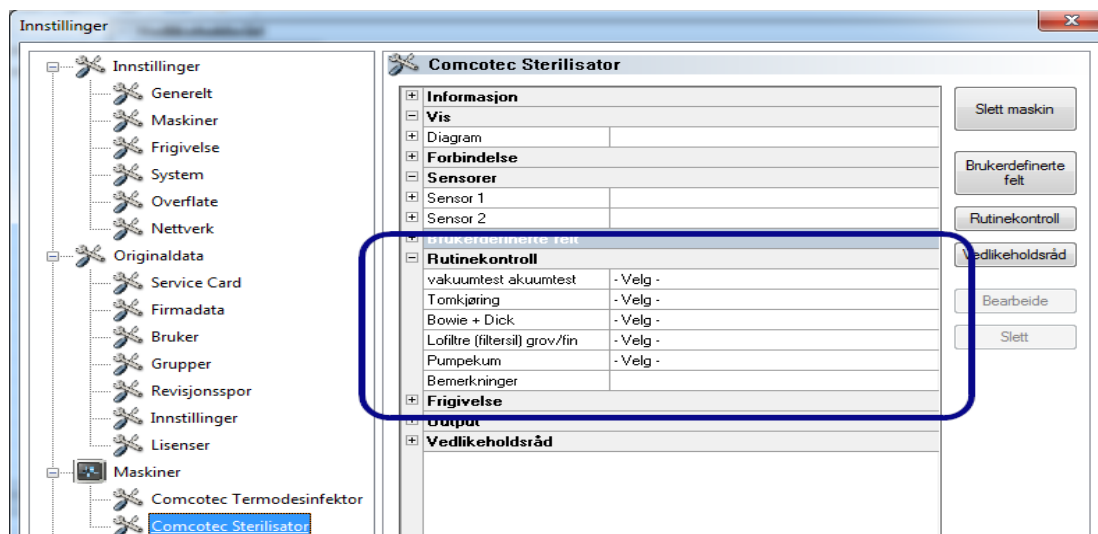 Innstillinger
Innstillinger
Generelt
Maskiner
Frigivelse
System
Overflate
Nettverk
Originaldata
Service Card
Firmadata
Bruker
Grupper
Revisjonsspor
Innstillinger
Lisenser
Maskiner
Comcotec Termodesinfektor
Comcotec Sterilisator
Comcotec Sterilisator
Informasjon
Vis
Diagram
Forbindelse
Sensorer
Sensor 1
Sensor 2
Brukerdefinerte felt
Rutinekontroll
vakuumtest akuumtest - Velg -
Tomkjøring - Velg -
Bowie + Dick - Velg -
Lofiltre (filtersil) grov/fin - Velg -
Pumpekum - Velg -
Bemerkninger
Frigivelse
Output
Vedlikeholdsråd
Slett maskin
Brukerdefinerte
felt
Rutinekontroll
Vedlikeholdsråd
Bearbeide
Slett